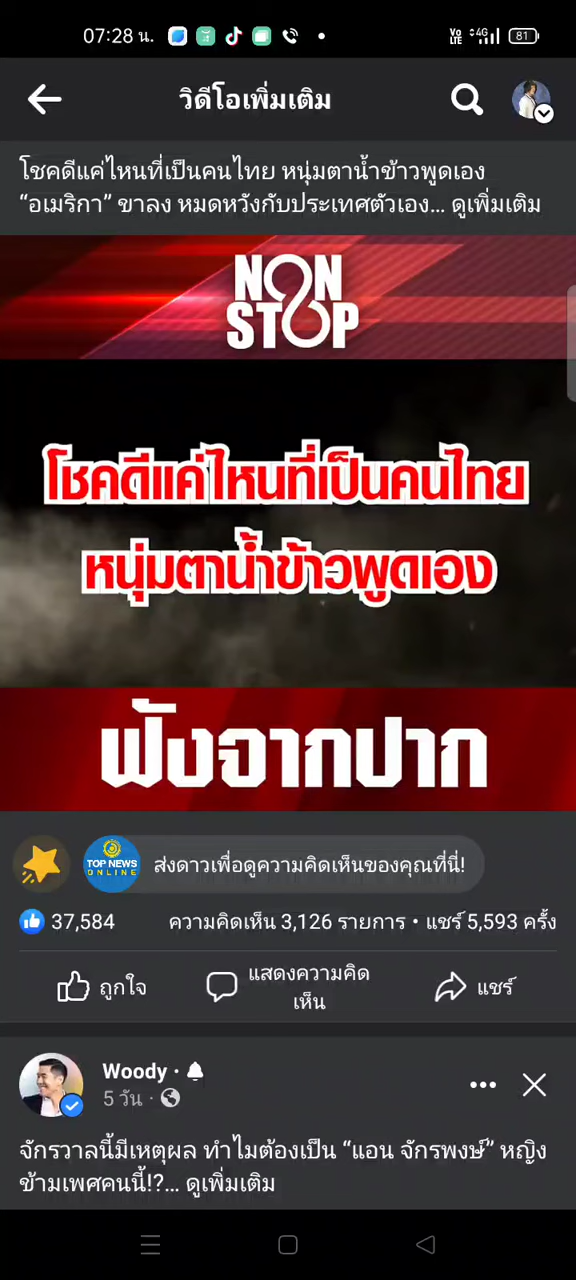 07:28 น.
Vo LTE 4G 81
วิดีโอเพิ่มเติม
โชคดีแค่ไหนที่เป็นคนไทย หนุ่มตาน้ำข้าวพูดเอง
“อเมริกา” ขาลง หมดหวังกับประเทศตัวเอง... ดูเพิ่มเติม
NON
STOP
โชคดีแค่ไหนที่เป็นคนไทย
หนุ่มตาน้ำข้าวพูดเอง
ฟังจากปาก
TOP NEWS
ONLINE
ส่งดาวเพื่อดูความคิดเห็นของคุณที่นี่!
37,584 ความคิดเห็น 3,126 รายการ • แชร์ 5,593 ครั้ง
ถูกใจ
แสดงความคิด
เห็น
แชร์
Woody ·
5 วัน ·
จักรวาลนี้มีเหตุผล ทำไมต้องเป็น “แอน จักรพงษ์” หญิง
ข้ามเพศคนนี้!?... ดูเพิ่มเติม